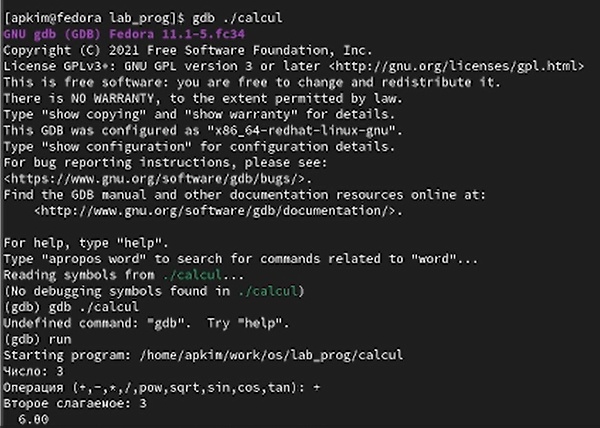 [apkim@fedora lab_prog]$ gdb ./calcul
GNU gdb (GDB) Fedora 11.1-5.fc34
Copyright (C) 2021 Free Software Foundation, Inc.
License GPLv3+: GNU GPL version 3 or later <http://gnu.org/licenses/gpl.html>
This is free software: you are free to change and redistribute it.
There is NO WARRANTY, to the extent permitted by law.
Type "show copying" and "show warranty" for details.
This GDB was configured as "x86_64-redhat-linux-gnu".
Type "show configuration" for configuration details.
For bug reporting instructions, please see:
<https://www.gnu.org/software/gdb/bugs/>.
Find the GDB manual and other documentation resources online at:
    <http://www.gnu.org/software/gdb/documentation/>.
For help, type "help".
Type "apropos word" to search for commands related to "word"...
Reading symbols from ./calcul...
(No debugging symbols found in ./calcul)
(gdb) gdb ./calcul
Undefined command: "gdb".  Try "help".
(gdb) run
Starting program: /home/apkim/work/os/lab_prog/calcul
Число: 3
Операция (+,-,*,/,pow,sqrt,sin,cos,tan): +
Второе слагаемое: 3
  6.00